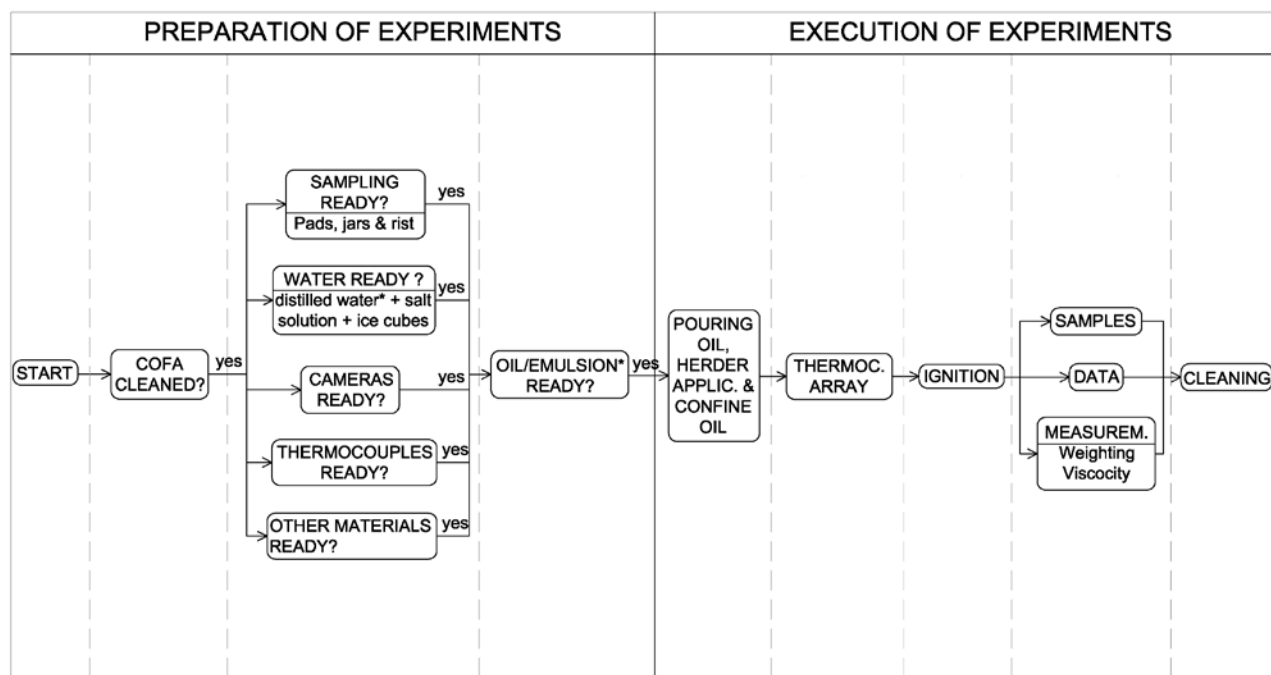 PREPARATION OF EXPERIMENTS
EXECUTION OF EXPERIMENTS
START
COFA
CLEANED?
yes
SAMPLING
READY?
Pads, jars & rist
yes
WATER READY ?
distilled water* + salt
solution + ice cubes
yes
CAMERAS
READY?
yes
THERMOCOUPLES
READY?
yes
OTHER MATERIALS
READY?
yes
OIL/EMULSION*
READY?
yes
POURING
OIL,
HERDER
APPLIC. &
CONFINE
OIL
THERMOC.
ARRAY
IGNITION
SAMPLES
DATA
MEASUREM.
Weighting
Viscocity
CLEANING